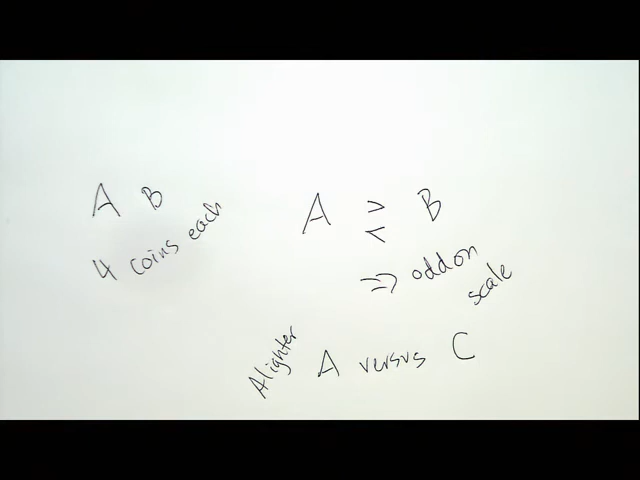 A B
4 coins each
A > B
<
=> odd on
scale
A lighter
A versus C